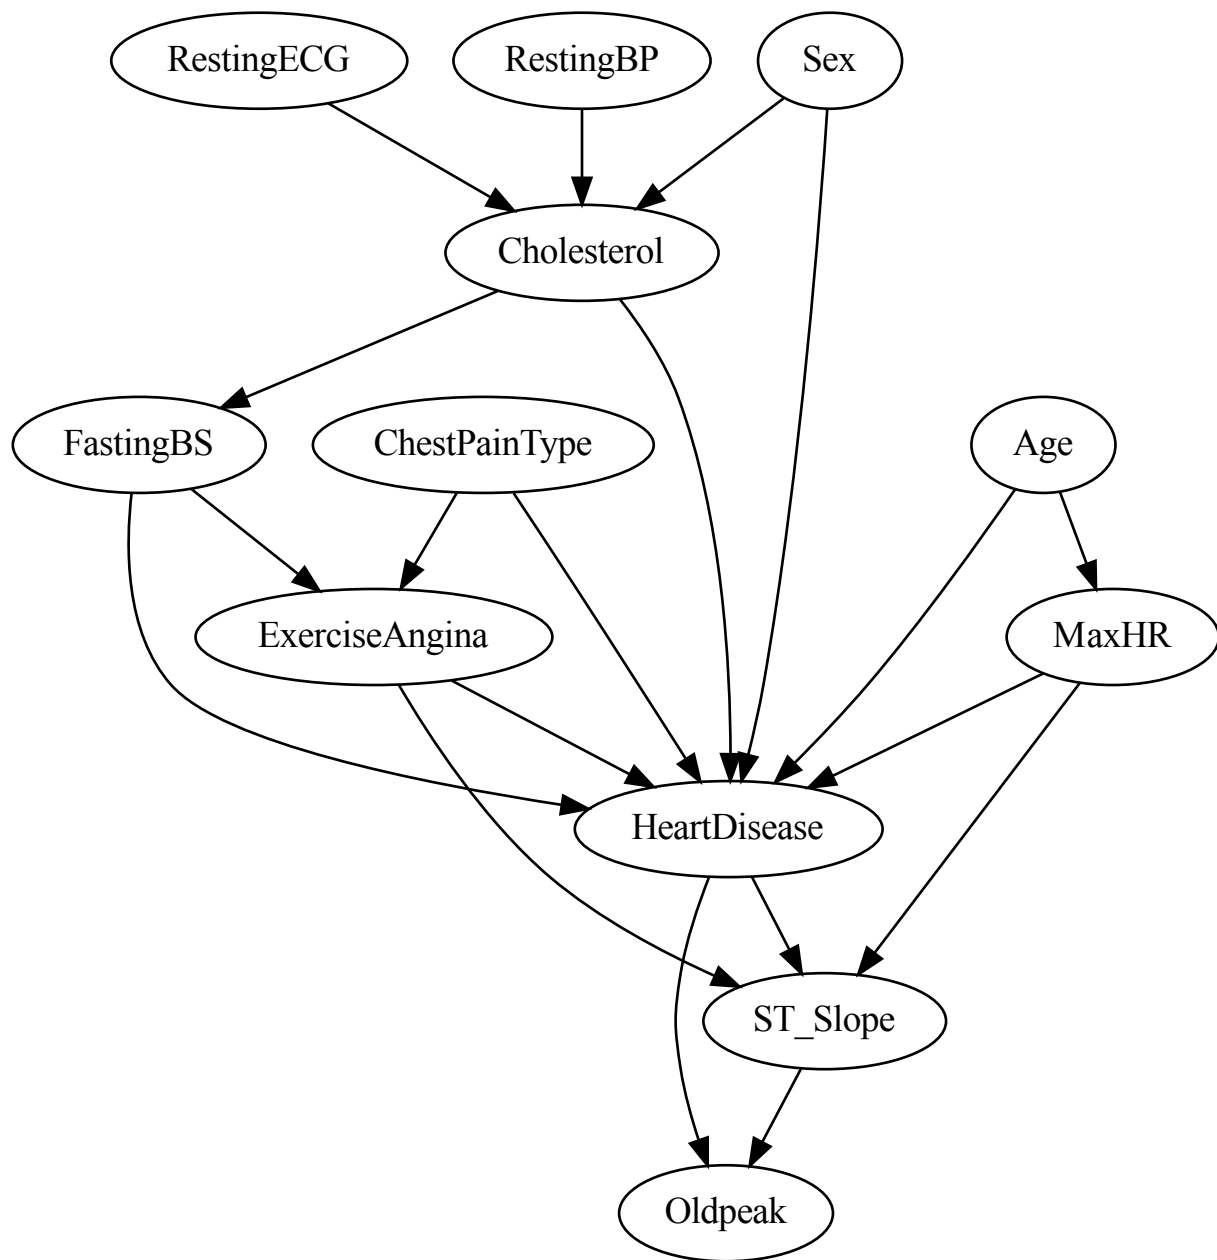 RestingECG
RestingBP
Sex
Cholesterol
FastingBS
ChestPainType
Age
ExerciseAngina
MaxHR
HeartDisease
ST_Slope
Oldpeak